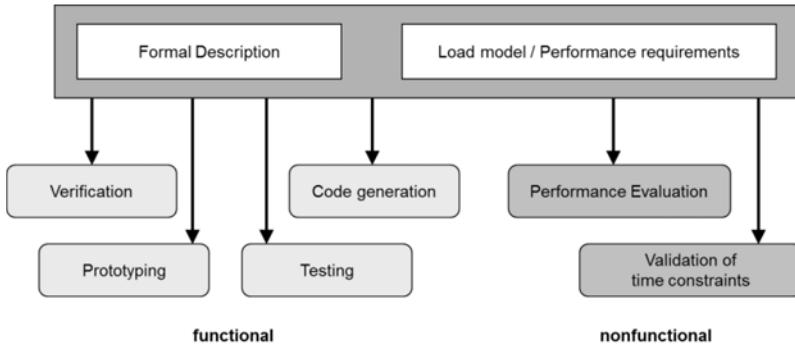 Formal Description
Load model / Performance requirements
Verification
Code generation
Performance Evaluation
Prototyping
Testing
Validation of
time constraints
functional
nonfunctional